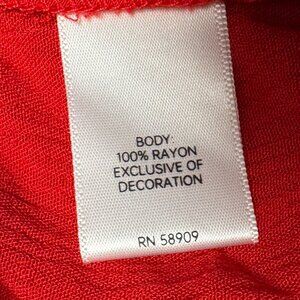 BODY:
100% RAYON
EXCLUSIVE OF
DECORATION
RN 58909